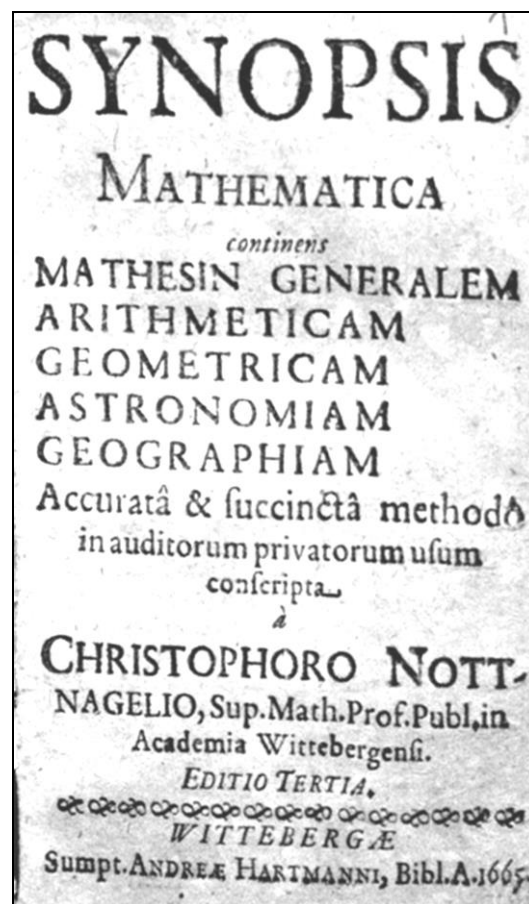 SYNOPSIS
MATHEMATICA
continens
MATHESIN GENERALEM
ARITHMETICAM
GEOMETRICAM
ASTRONOMIAM
GEOGRAPHIAM
Accuratâ & ſuccinctâ methodô
in auditorum privatorum uſum
conſcripta
à
CHRISTOPHORO NOTT-
NAGELIO, Sup. Math. Prof. Publ. in
Academia Wittebergenſi.
EDITIO TERTIA.
WITTEBERGÆ
Sumpt. ANDREÆ HARTMANNI, Bibl. A. 1665.